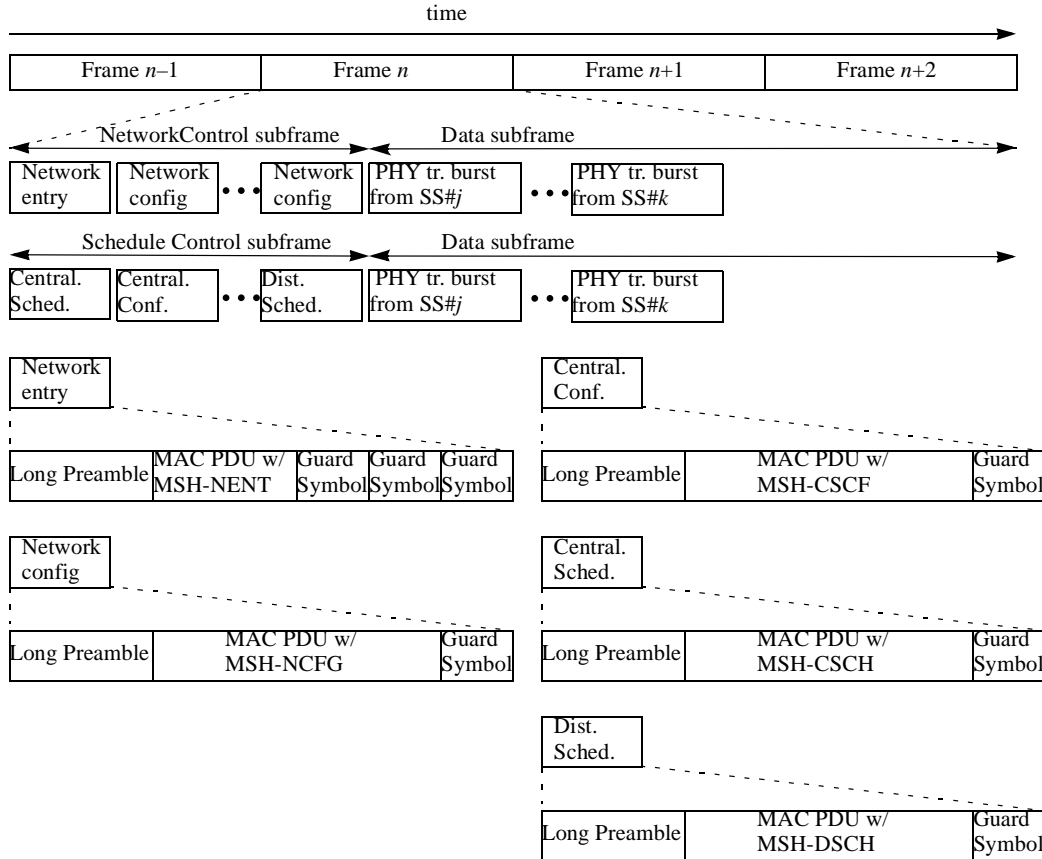 time
Frame n–1 Frame n Frame n+1 Frame n+2
NetworkControl subframe Data subframe
Network entry
Network config
•••
Network config
PHY tr. burst from SS#j
•••
PHY tr. burst from SS#k
Schedule Control subframe Data subframe
Central. Sched.
Central. Conf.
•••
Dist. Sched.
PHY tr. burst from SS#j
•••
PHY tr. burst from SS#k
Network
entry
Long Preamble
MAC PDU w/
MSH-NENT
Guard
Symbol
Guard
Symbol
Guard
Symbol
Central.
Conf.
Long Preamble
MAC PDU w/
MSH-CSCF
Guard
Symbol
Network
config
Long Preamble
MAC PDU w/
MSH-NCFG
Guard
Symbol
Central.
Sched.
Long Preamble
MAC PDU w/
MSH-CSCH
Guard
Symbol
Dist.
Sched.
Long Preamble
MAC PDU w/
MSH-DSCH
Guard
Symbol